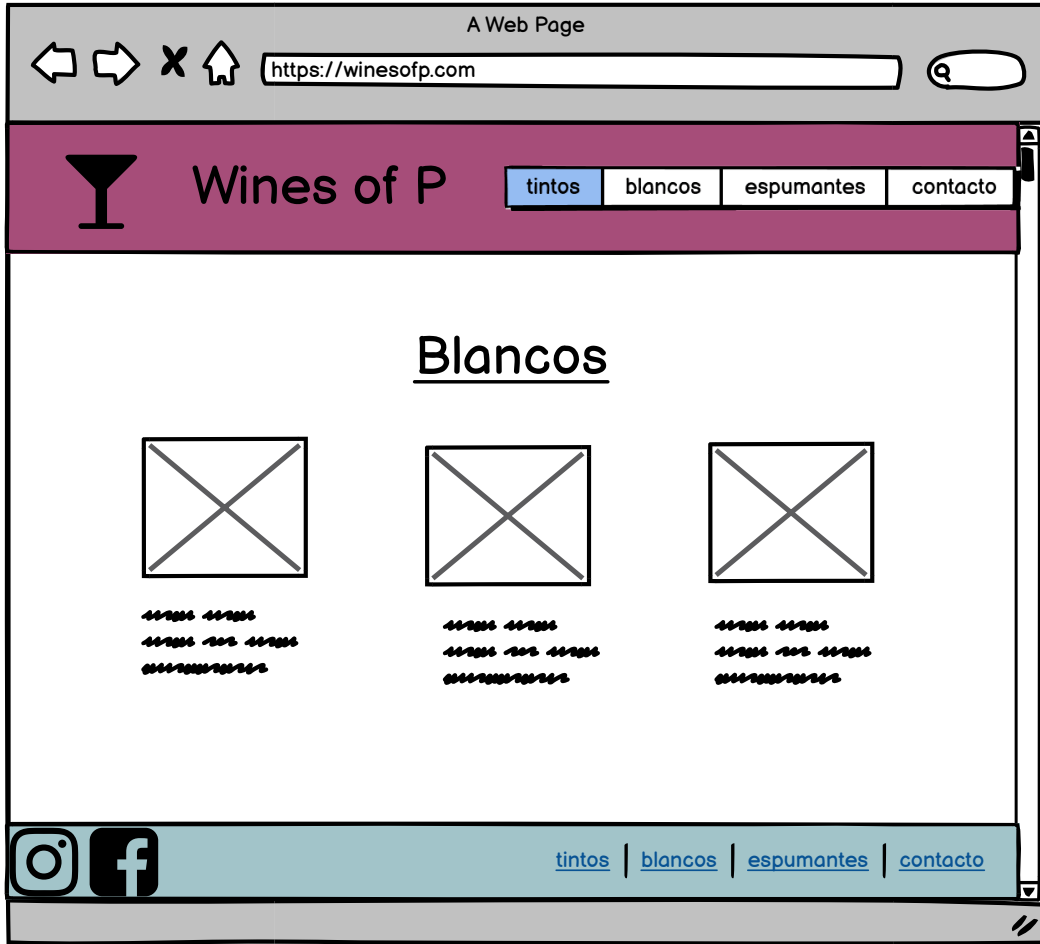 A Web Page
https://winesofp.com
Wines of P
tintos blancos espumantes contacto
Blancos
tintos | blancos | espumantes | contacto